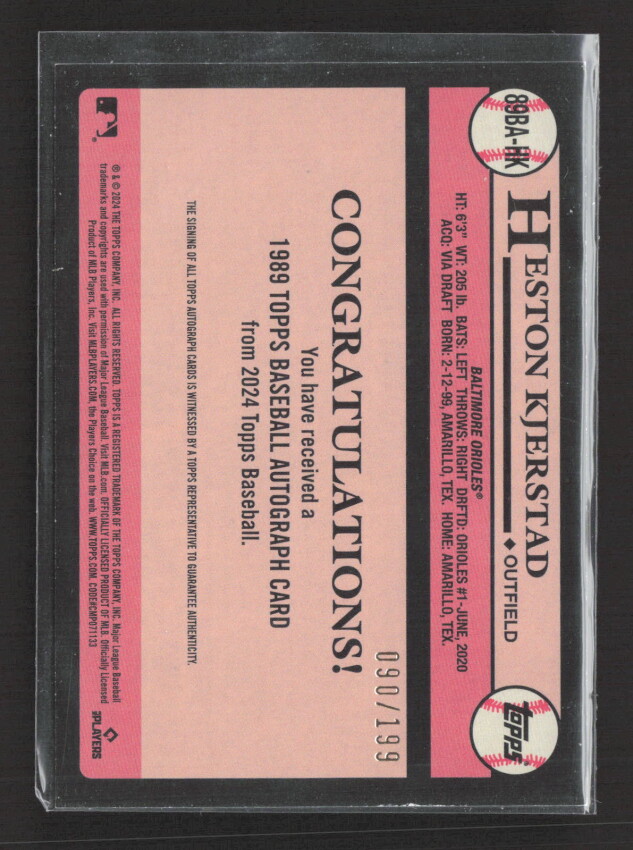 89BA-HK
HESTON KJERSTAD
♦ OUTFIELD
topps®
BALTIMORE ORIOLES®
HT: 6'3" WT: 205 lb. BATS: LEFT THROWS: RIGHT DRFTD: ORIOLES #1-JUNE, 2020
ACQ: VIA DRAFT BORN: 2-12-99, AMARILLO, TEX. HOME: AMARILLO, TEX.
090/199
CONGRATULATIONS!
You have received a
1989 TOPPS BASEBALL AUTOGRAPH CARD
from 2024 Topps Baseball.
THE SIGNING OF ALL TOPPS AUTOGRAPH CARDS IS WITNESSED BY A TOPPS REPRESENTATIVE TO GUARANTEE AUTHENTICITY.
® & © 2024 THE TOPPS COMPANY, INC. ALL RIGHTS RESERVED. TOPPS IS A REGISTERED TRADEMARK OF THE TOPPS COMPANY, INC. Major League Baseball
trademarks and copyrights are used with permission of Major League Baseball. Visit MLB.com. OFFICIALLY LICENSED PRODUCT OF MLB. Officially Licensed
Product of MLB Players, Inc. Visit MLBPLAYERS.COM, the Players Choice on the web. WWW.TOPPS.COM. CODE#CMP071133
PLAYERS